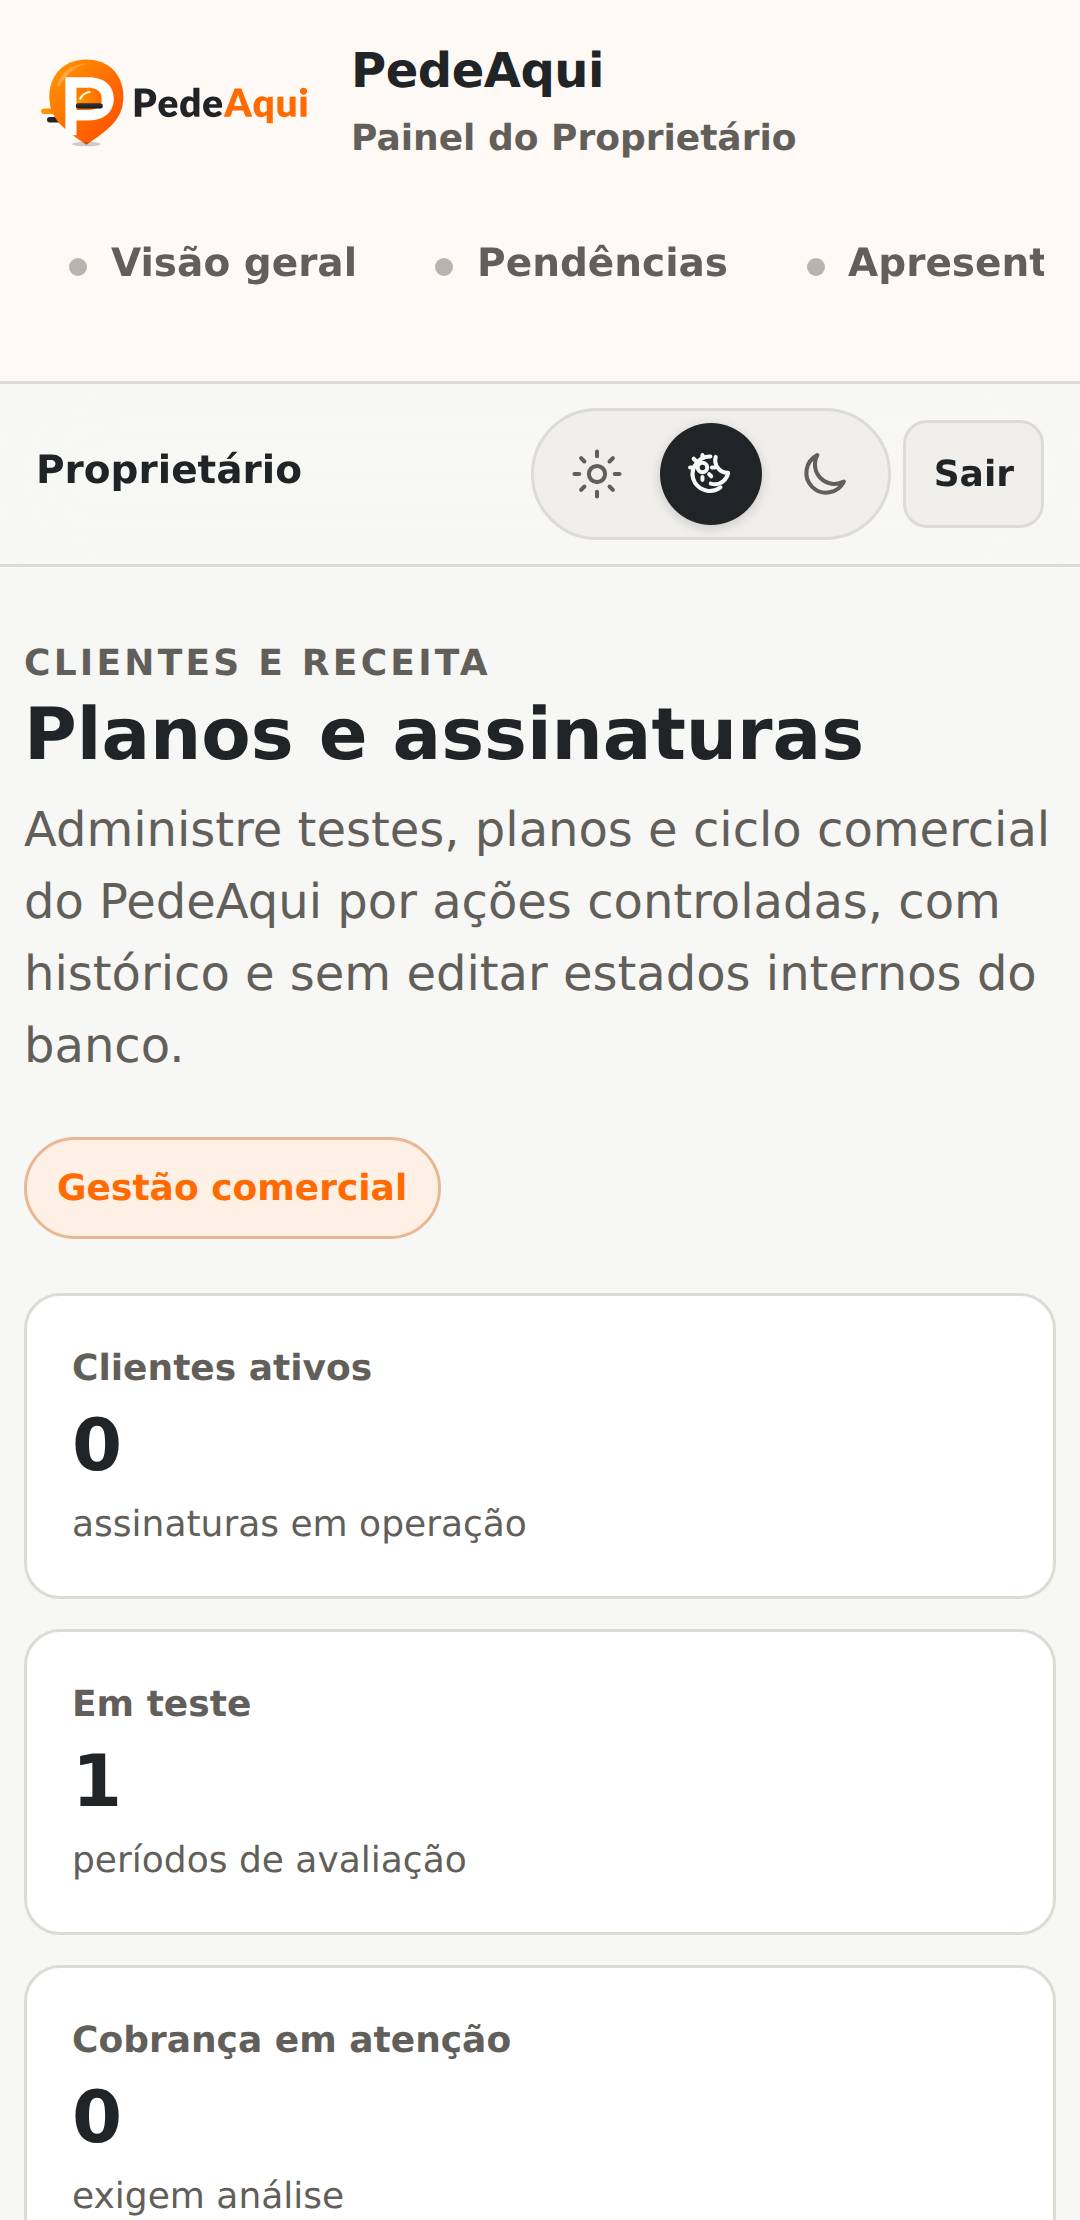 PedeAqui
PedeAqui
Painel do Proprietário
Visão geral
Pendências
Apresent
Proprietário
Sair
CLIENTES E RECEITA
Planos e assinaturas
Administre testes, planos e ciclo comercial
do PedeAqui por ações controladas, com
histórico e sem editar estados internos do
banco.
Gestão comercial
Clientes ativos
0
assinaturas em operação
Em teste
1
períodos de avaliação
Cobrança em atenção
0
exigem análise